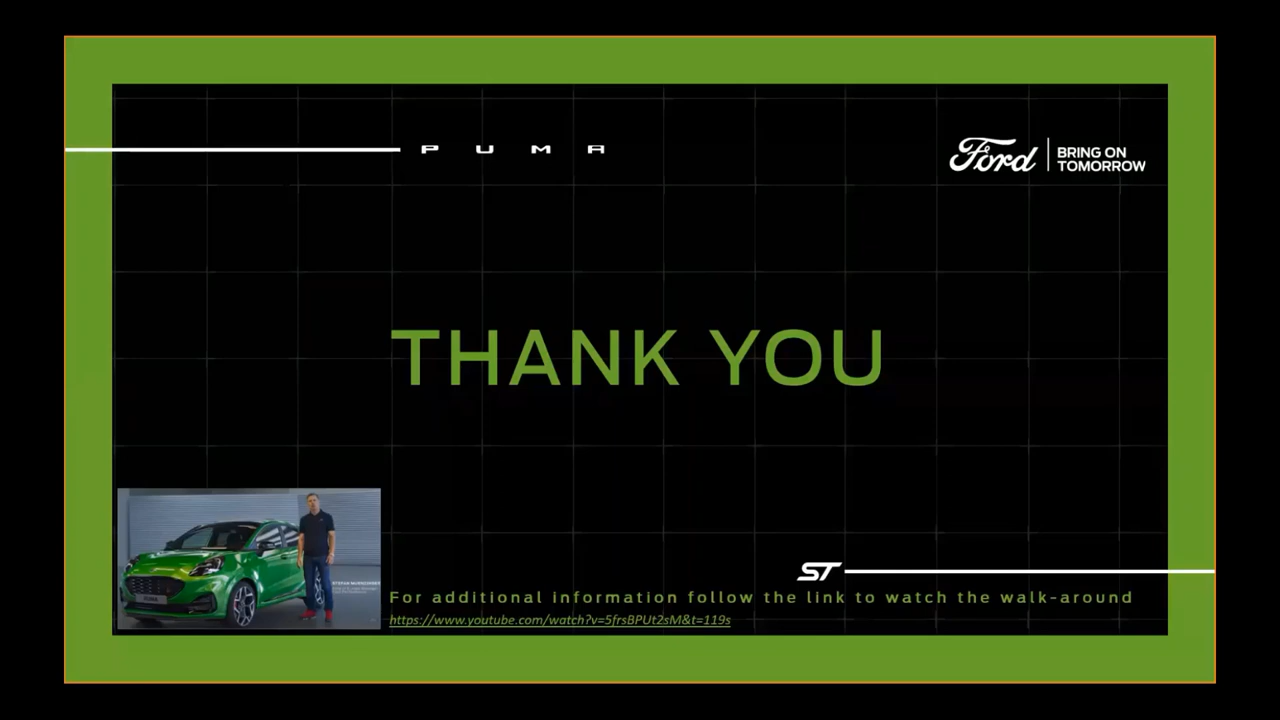 PUMA
Ford
BRING ON
TOMORROW
THANK YOU
ST
For additional information follow the link to watch the walk-around
https://www.youtube.com/watch?v=5frsBPUt2sM&t=119s
PUMA